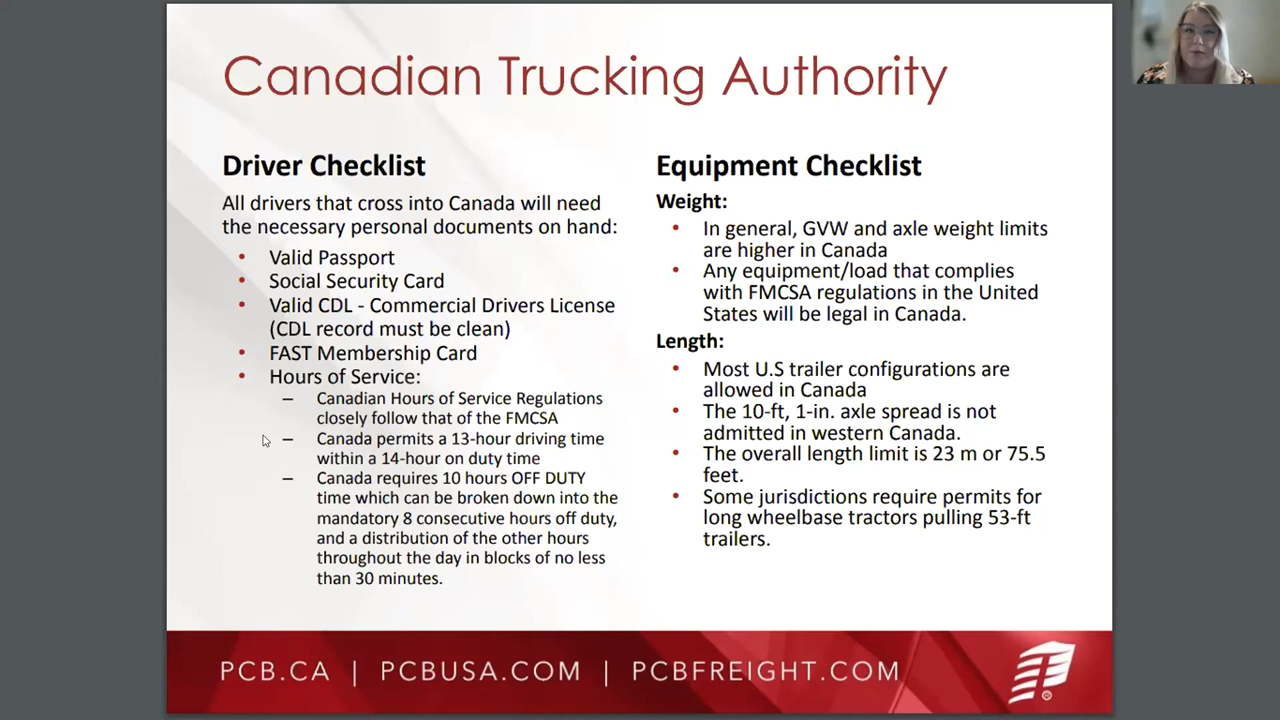 Canadian Trucking Authority
Driver Checklist
All drivers that cross into Canada will need
the necessary personal documents on hand:
• Valid Passport
• Social Security Card
• Valid CDL - Commercial Drivers License
(CDL record must be clean)
• FAST Membership Card
• Hours of Service:
– Canadian Hours of Service Regulations
closely follow that of the FMCSA
– Canada permits a 13-hour driving time
within a 14-hour on duty time
– Canada requires 10 hours OFF DUTY
time which can be broken down into the
mandatory 8 consecutive hours off duty,
and a distribution of the other hours
throughout the day in blocks of no less
than 30 minutes.
Equipment Checklist
Weight:
• In general, GVW and axle weight limits
are higher in Canada
• Any equipment/load that complies
with FMCSA regulations in the United
States will be legal in Canada.
Length:
• Most U.S trailer configurations are
allowed in Canada
• The 10-ft, 1-in. axle spread is not
admitted in western Canada.
• The overall length limit is 23 m or 75.5
feet.
• Some jurisdictions require permits for
long wheelbase tractors pulling 53-ft
trailers.
PCB.CA | PCBUSA.COM | PCBFREIGHT.COM
®